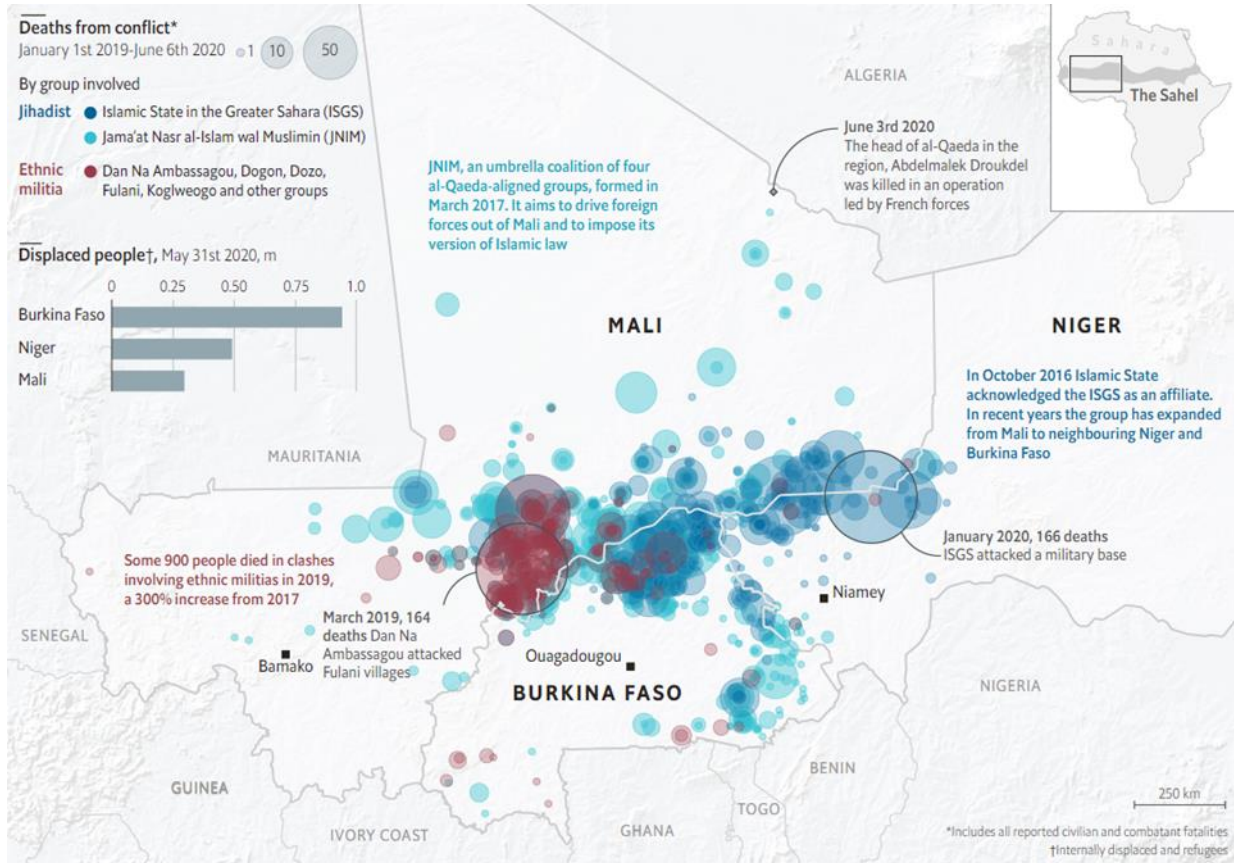 Deaths from conflict*
January 1st 2019-June 6th 2020
1
10
50
By group involved
Jihadist
Islamic State in the Greater Sahara (ISGS)
Jama'at Nasr al-Islam wal Muslimin (JNIM)
Ethnic
militia
Dan Na Ambassagou, Dogon, Dozo,
Fulani, Koglweogo and other groups
Displaced people†, May 31st 2020, m
0 0.25 0.50 0.75 1.0
Burkina Faso
Niger
Mali
JNIM, an umbrella coalition of four
al-Qaeda-aligned groups, formed in
March 2017. It aims to drive foreign
forces out of Mali and to impose its
version of Islamic law
ALGERIA
June 3rd 2020
The head of al-Qaeda in the
region, Abdelmalek Droukdel
was killed in an operation
led by French forces
Sahara
The Sahel
MALI
NIGER
In October 2016 Islamic State
acknowledged the ISGS as an affiliate.
In recent years the group has expanded
from Mali to neighbouring Niger and
Burkina Faso
MAURITANIA
January 2020, 166 deaths
ISGS attacked a military base
Some 900 people died in clashes
involving ethnic militias in 2019,
a 300% increase from 2017
March 2019, 164
deaths Dan Na
Ambassagou attacked
Fulani villages
Niamey
SENEGAL
Bamako
Ouagadougou
BURKINA FASO
NIGERIA
GUINEA
BENIN
IVORY COAST
GHANA
TOGO
250 km
*Includes all reported civilian and combatant fatalities
†Internally displaced and refugees